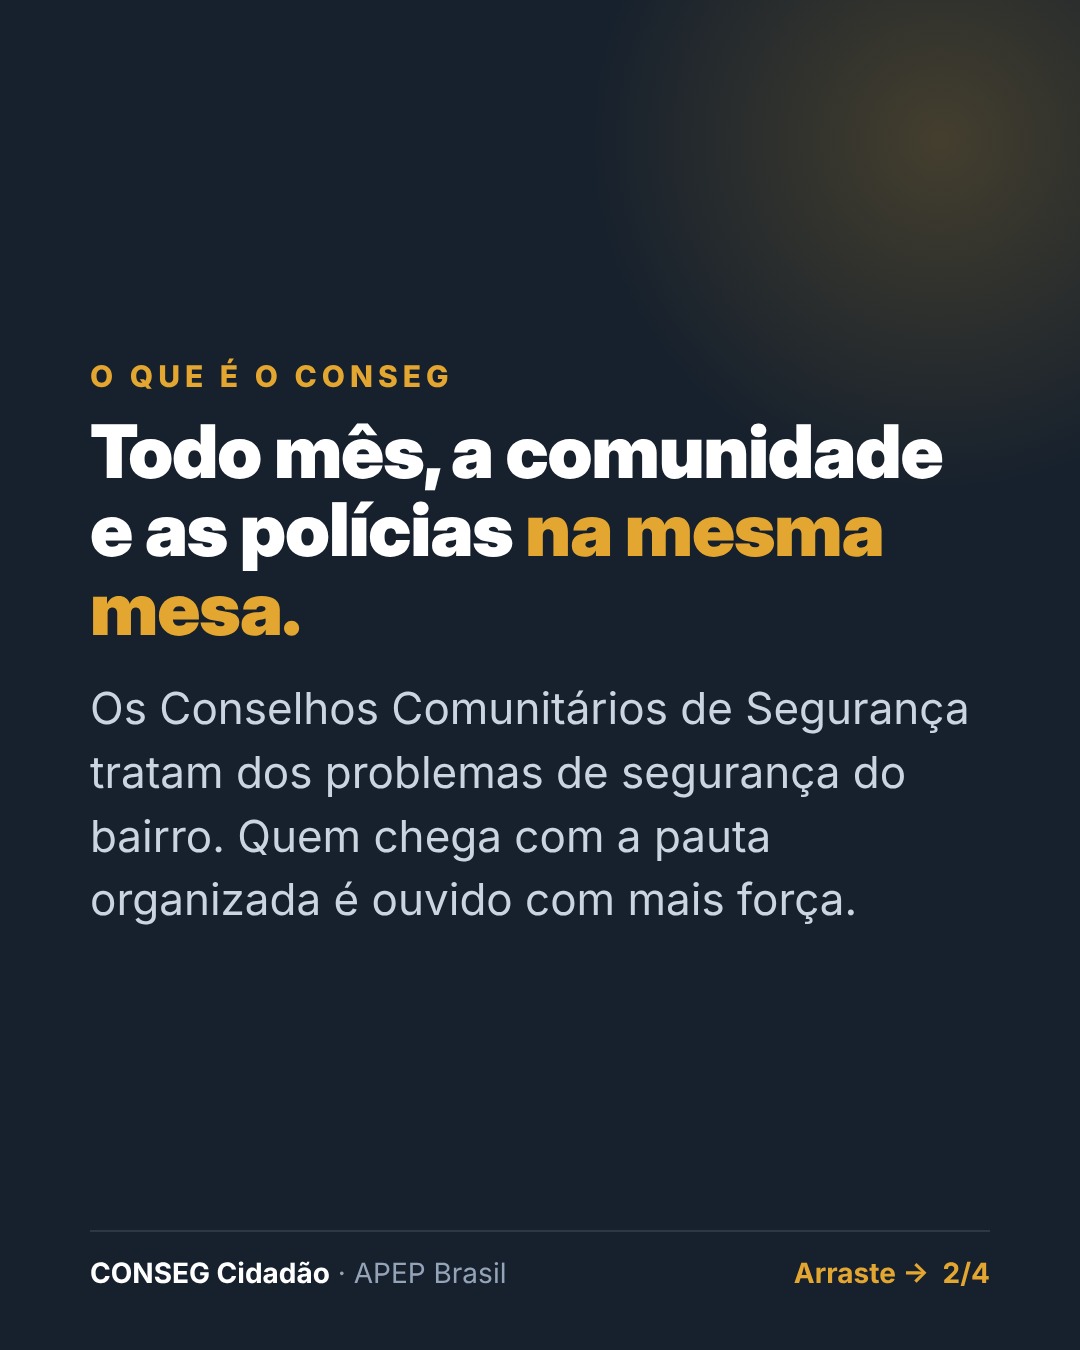 O QUE É O CONSEG
Todo mês, a comunidade
e as polícias na mesma
mesa.
Os Conselhos Comunitários de Segurança
tratam dos problemas de segurança do
bairro. Quem chega com a pauta
organizada é ouvido com mais força.
CONSEG Cidadão · APEP Brasil
Arraste → 2/4